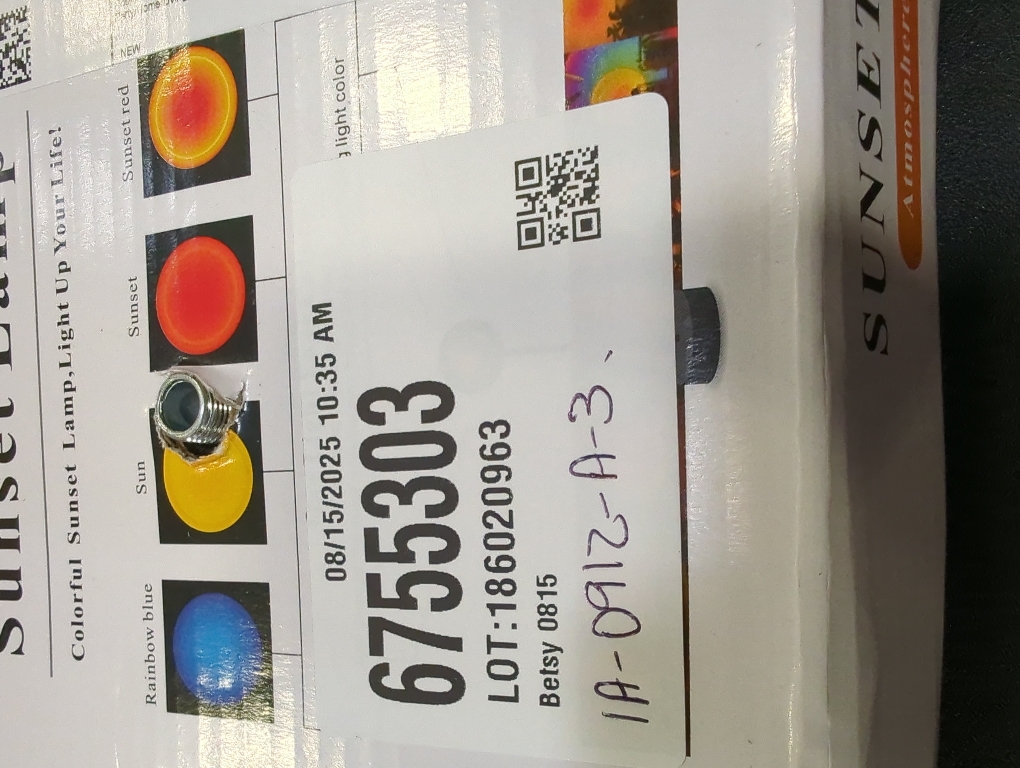 Sunset Lamp
Colorful Sunset Lamp,Light Up Your Life!
NEW
Rainbow blue
Sun
Sunset
Sunset red
light color
08/15/2025 10:35 AM
6755303
LOT:1860200963
Betsy 0815
1A-0912-A-3
SUNSET
Atmosphere